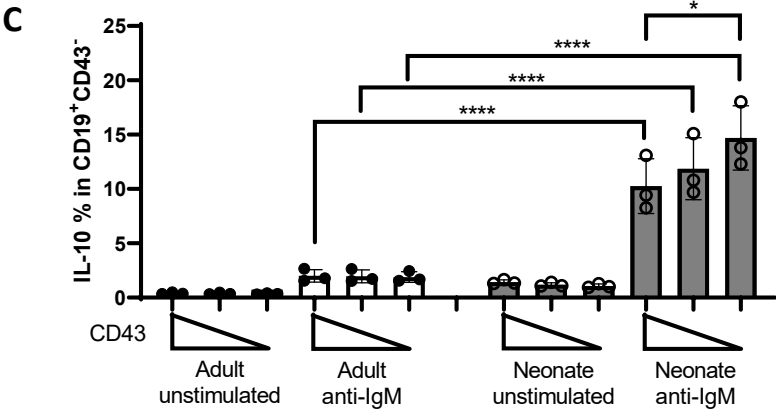 C
IL-10 % in CD19⁺CD43⁻
25
20
15
10
5
0
*
****
****
****
CD43
Adult
unstimulated
Adult
anti-IgM
Neonate
unstimulated
Neonate
anti-IgM